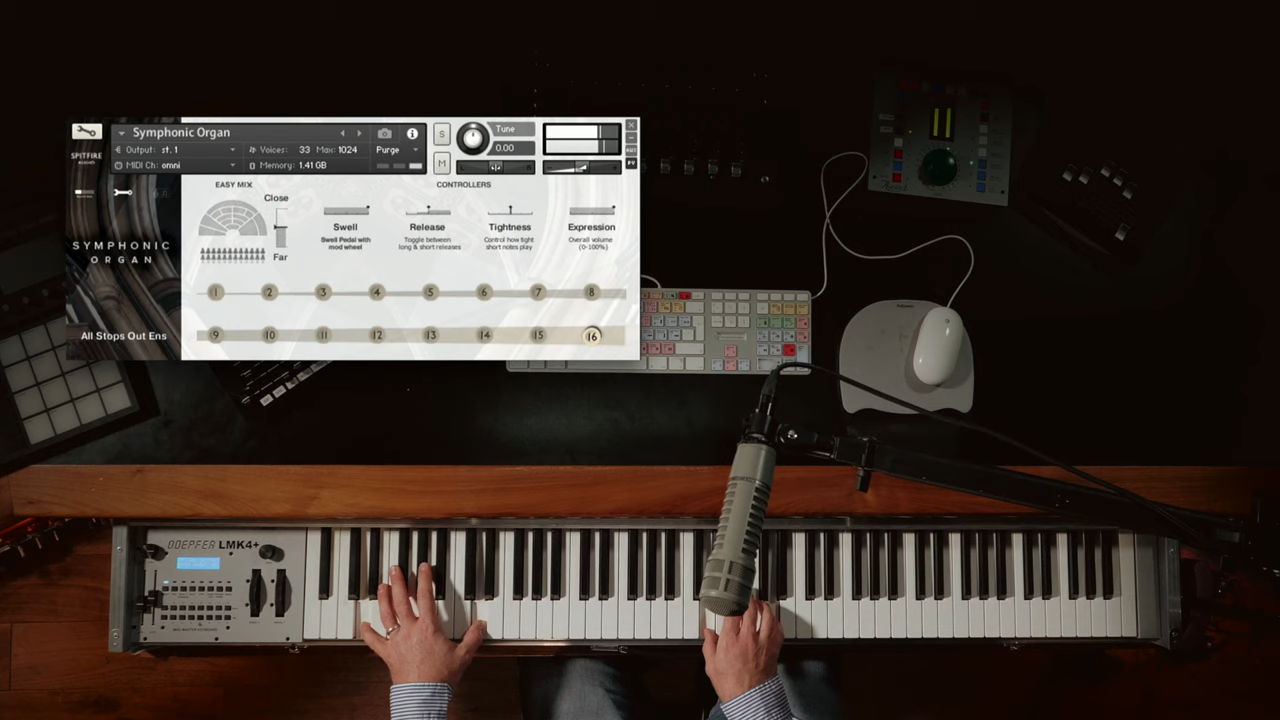 Symphonic Organ
Output: st. 1
Voices: 33 Max: 1024
Purge
MIDI Ch: omni
Memory: 1.41 GB
S
M
Tune
0.00
L
R
AUX
PV
SPITFIRE
SYMPHONIC
ORGAN
All Stops Out Ens
EASY MIX
Close
Far
CONTROLLERS
Swell
Swell Pedal with
mod wheel
Release
Toggle between
long & short releases
Tightness
Control how tight
short notes play
Expression
Overall volume
(0-100%)
1 2 3 4 5 6 7 8
9 10 11 12 13 14 15 16
DOEPFER LMK4+